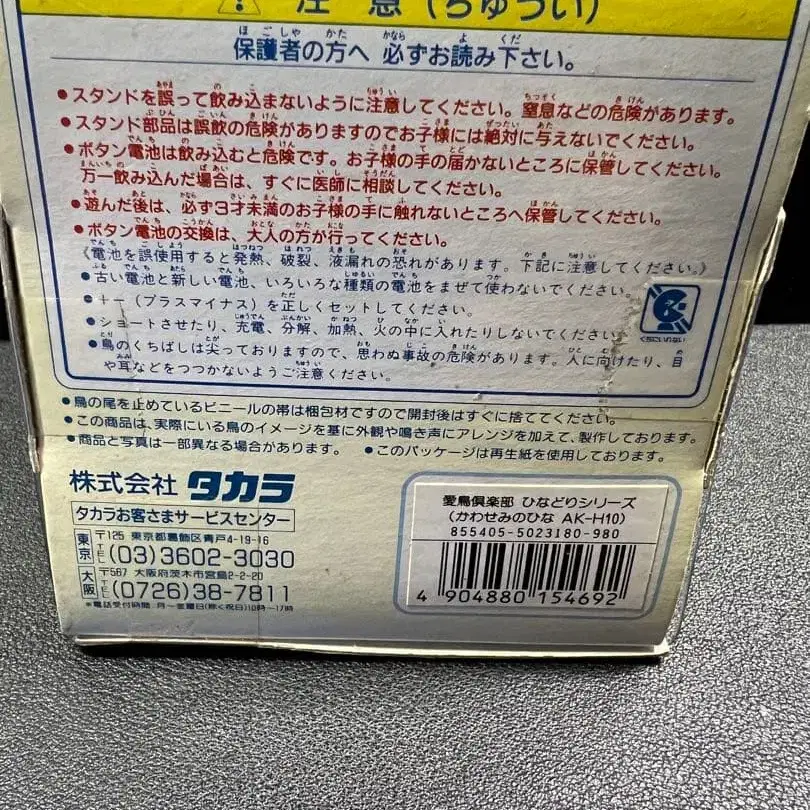 注意(ちゅうい)
保護者の方へ 必ずお読み下さい。
●スタンドを誤って飲み込まないように注意してください。窒息などの危険があります。
●スタンド部品は誤飲の危険がありますのでお子様には絶対に与えないでください。
●ボタン電池は飲み込むと危険です。お子様の手の届かないところに保管してください。
万一飲み込んだ場合は、すぐに医師に相談してください。
●遊んだ後は、必ず3才未満のお子様の手に触れないところへ保管してください。
●ボタン電池の交換は、大人の方が行ってください。
《電池を誤使用すると発熱、破裂、液漏れの恐れがあります。下記に注意してください。》
●古い電池と新しい電池、いろいろな種類の電池をまぜて使わないでください。
●+-(プラスマイナス)を正しくセットしてください。
●ショートさせたり、充電、分解、加熱、火の中に入れたりしないでください。
●鳥のくちばしは尖っておりますので、思わぬ事故の危険があります。人に向けたり、目
や耳などをつつかないようご注意ください。
くちにいれない
●鳥の尾を止めているビニールの帯は梱包材ですので開封後はすぐに捨ててください。
●この商品は、実際にいる鳥のイメージを基に外観や鳴き声にアレンジを加えて、製作しております。
●商品と写真は一部異なる場合があります。 ●このパッケージは再生紙を使用しております。
株式会社 タカラ
タカラお客さまサービスセンター
東京 〒125 東京都葛飾区青戸4-19-16
TEL(03)3602-3030
大阪 〒567 大阪府茨木市宮島2-2-20
TEL(0726)38-7811
*電話受付時間:月〜金曜日(除く祝日)10時〜17時
愛鳥倶楽部 ひなどりシリーズ
(かわせみのひな AK-H10)
855405-5023180-980
4 904880 154692